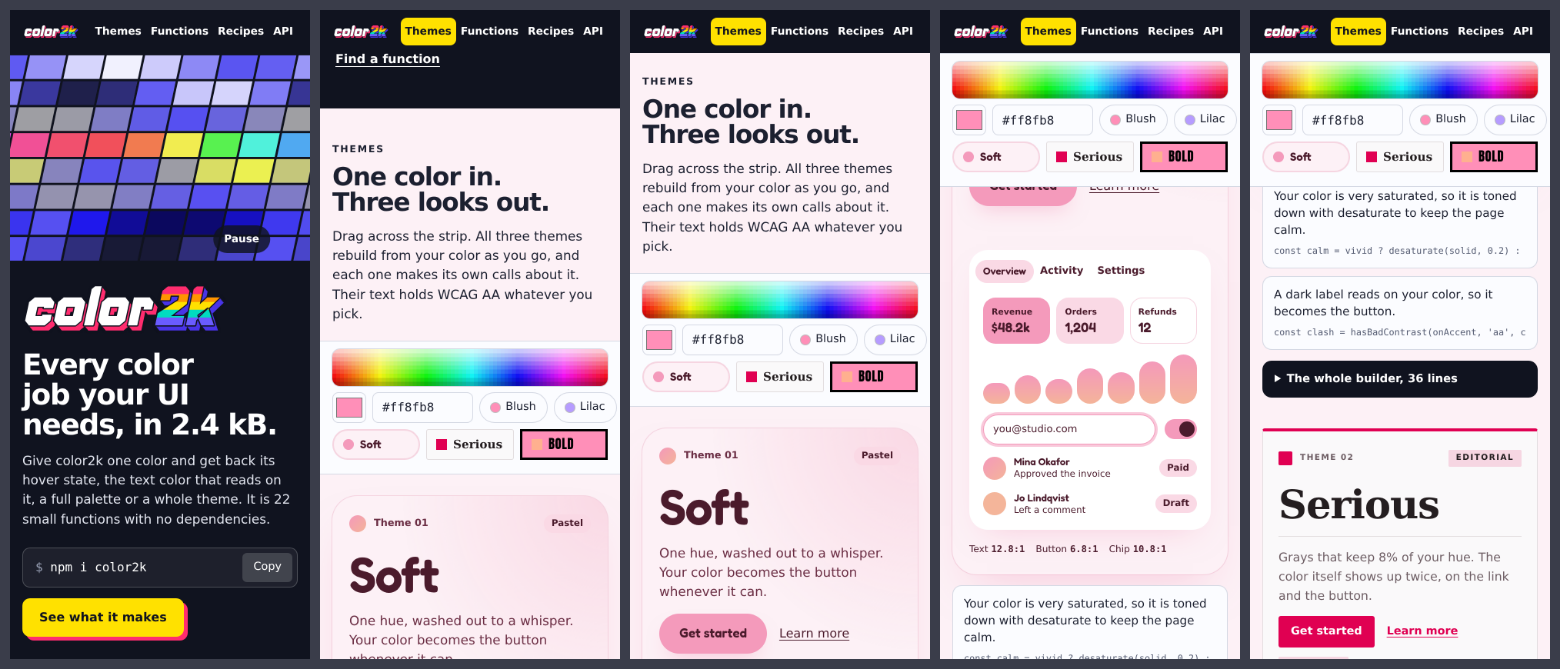 color2k Themes Functions Recipes API
Pause
color2k
Every color
job your UI
needs, in 2.4 kB.
Give color2k one color and get back its
hover state, the text color that reads on
it, a full palette or a whole theme. It is 22
small functions with no dependencies.
$ npm i color2k Copy
See what it makes
color2k Themes Functions Recipes API
Find a function
THEMES
One color in.
Three looks out.
Drag across the strip. All three themes
rebuild from your color as you go, and
each one makes its own calls about it.
Their text holds WCAG AA whatever you
pick.
#ff8fb8 Blush Lilac
Soft Serious BOLD
Theme 01 Pastel
Soft
One hue, washed out to a whisper.
Your color becomes the button
whenever it can.
color2k Themes Functions Recipes API
THEMES
One color in.
Three looks out.
Drag across the strip. All three themes
rebuild from your color as you go, and
each one makes its own calls about it.
Their text holds WCAG AA whatever you
pick.
#ff8fb8 Blush Lilac
Soft Serious BOLD
Theme 01 Pastel
Soft
One hue, washed out to a whisper.
Your color becomes the button
whenever it can.
Get started Learn more
color2k Themes Functions Recipes API
#ff8fb8 Blush Lilac
Soft Serious BOLD
Get started Learn more
Overview Activity Settings
Revenue Orders Refunds
$48.2k 1,204 12
you@studio.com
Mina Okafor
Approved the invoice
Paid
Jo Lindqvist
Left a comment
Draft
Text 12.8:1 Button 6.8:1 Chip 10.8:1
Your color is very saturated, so it is toned
down with desaturate to keep the page
calm.
const calm = vivid ? desaturate(solid, 0.2) :
color2k Themes Functions Recipes API
#ff8fb8 Blush Lilac
Soft Serious BOLD
Your color is very saturated, so it is toned
down with desaturate to keep the page
calm.
const calm = vivid ? desaturate(solid, 0.2) :
A dark label reads on your color, so it
becomes the button.
const clash = hasBadContrast(onAccent, 'aa', c
The whole builder, 36 lines
THEME 02 EDITORIAL
Serious
Grays that keep 8% of your hue. The
color itself shows up twice, on the link
and the button.
Get started Learn more